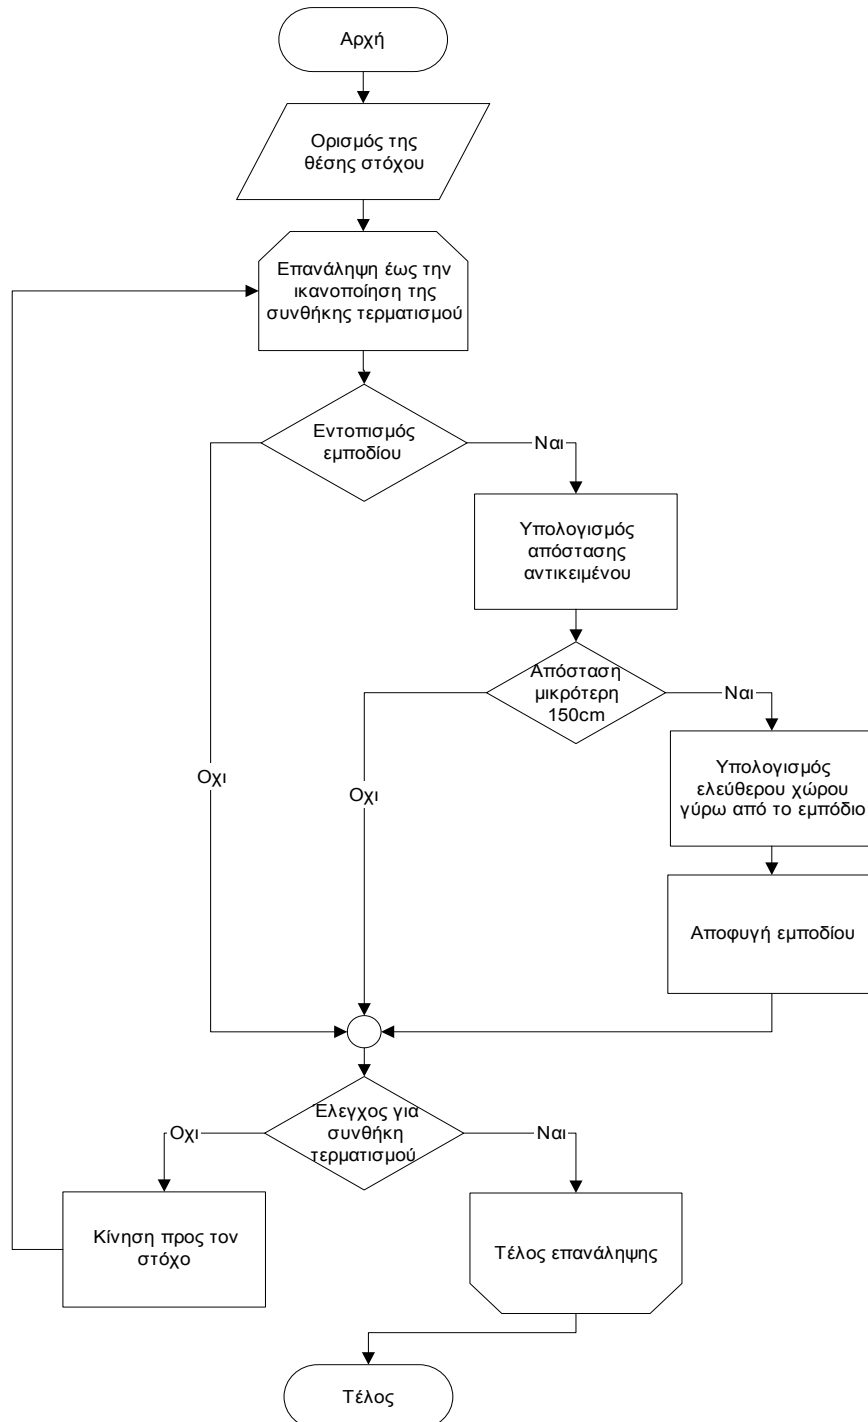 Αρχή
Ορισμός της
θέσης στόχου
Επανάληψη έως την
ικανοποίηση της
συνθήκης τερματισμού
Εντοπισμός
εμποδίου
Ναι
Υπολογισμός
απόστασης
αντικειμένου
Απόσταση
μικρότερη
150cm
Ναι
Οχι
Οχι
Υπολογισμός
ελεύθερου χώρου
γύρω από το εμπόδιο
Αποφυγή εμποδίου
Έλεγχος για
συνθήκη
τερματισμού
Οχι
Ναι
Κίνηση προς τον
στόχο
Τέλος επανάληψης
Τέλος